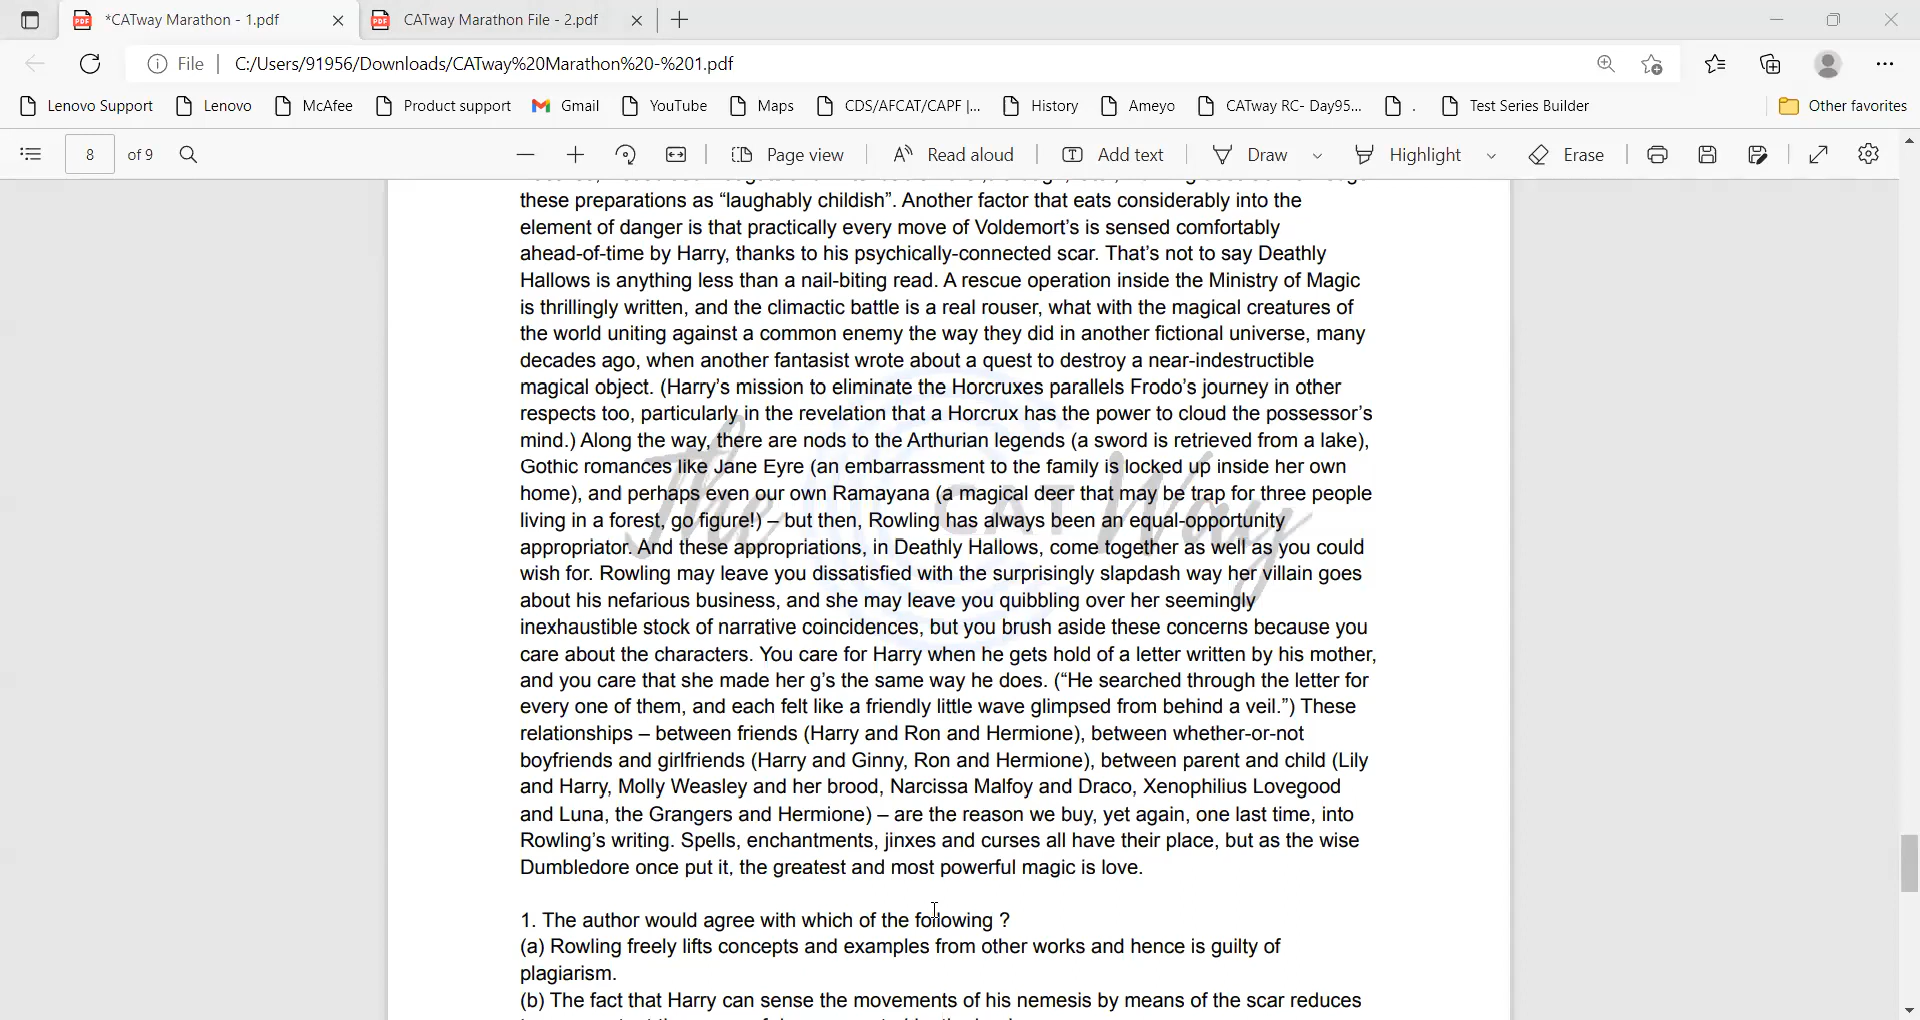 *CATway Marathon - 1.pdf
CATway Marathon File - 2.pdf
File
C:/Users/91956/Downloads/CATway%20Marathon%20-%201.pdf
Lenovo Support
Lenovo
McAfee
Product support
Gmail
YouTube
Maps
CDS/AFCAT/CAPF |...
History
Ameyo
CATway RC- Day95...
.
Test Series Builder
Other favorites
8 of 9
Page view
Read aloud
Add text
Draw
Highlight
Erase
these preparations as “laughably childish”. Another factor that eats considerably into the
element of danger is that practically every move of Voldemort’s is sensed comfortably
ahead-of-time by Harry, thanks to his psychically-connected scar. That’s not to say Deathly
Hallows is anything less than a nail-biting read. A rescue operation inside the Ministry of Magic
is thrillingly written, and the climactic battle is a real rouser, what with the magical creatures of
the world uniting against a common enemy the way they did in another fictional universe, many
decades ago, when another fantasist wrote about a quest to destroy a near-indestructible
magical object. (Harry’s mission to eliminate the Horcruxes parallels Frodo’s journey in other
respects too, particularly in the revelation that a Horcrux has the power to cloud the possessor’s
mind.) Along the way, there are nods to the Arthurian legends (a sword is retrieved from a lake),
Gothic romances like Jane Eyre (an embarrassment to the family is locked up inside her own
home), and perhaps even our own Ramayana (a magical deer that may be trap for three people
living in a forest, go figure!) – but then, Rowling has always been an equal-opportunity
appropriator. And these appropriations, in Deathly Hallows, come together as well as you could
wish for. Rowling may leave you dissatisfied with the surprisingly slapdash way her villain goes
about his nefarious business, and she may leave you quibbling over her seemingly
inexhaustible stock of narrative coincidences, but you brush aside these concerns because you
care about the characters. You care for Harry when he gets hold of a letter written by his mother,
and you care that she made her g’s the same way he does. (“He searched through the letter for
every one of them, and each felt like a friendly little wave glimpsed from behind a veil.”) These
relationships – between friends (Harry and Ron and Hermione), between whether-or-not
boyfriends and girlfriends (Harry and Ginny, Ron and Hermione), between parent and child (Lily
and Harry, Molly Weasley and her brood, Narcissa Malfoy and Draco, Xenophilius Lovegood
and Luna, the Grangers and Hermione) – are the reason we buy, yet again, one last time, into
Rowling’s writing. Spells, enchantments, jinxes and curses all have their place, but as the wise
Dumbledore once put it, the greatest and most powerful magic is love.
The CAT Way
1. The author would agree with which of the following ?
(a) Rowling freely lifts concepts and examples from other works and hence is guilty of
plagiarism.
(b) The fact that Harry can sense the movements of his nemesis by means of the scar reduces